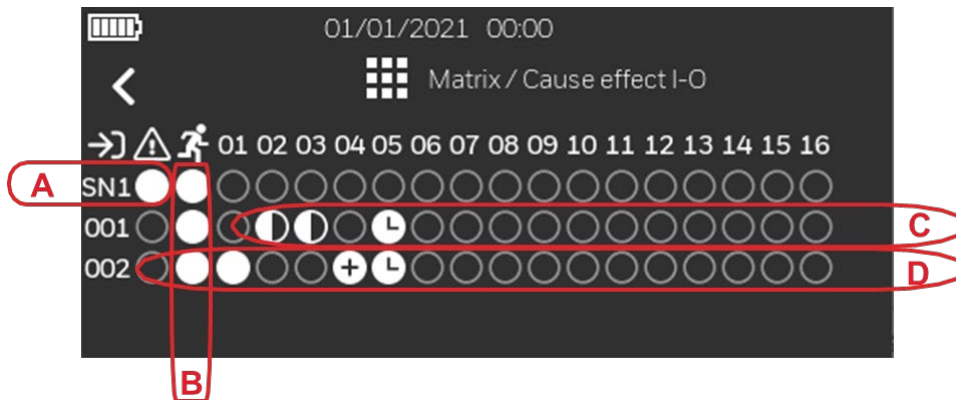 01/01/2021 00:00
Matrix / Cause effect I-O
01 02 03 04 05 06 07 08 09 10 11 12 13 14 15 16
A
SN1
001
C
002
D
B